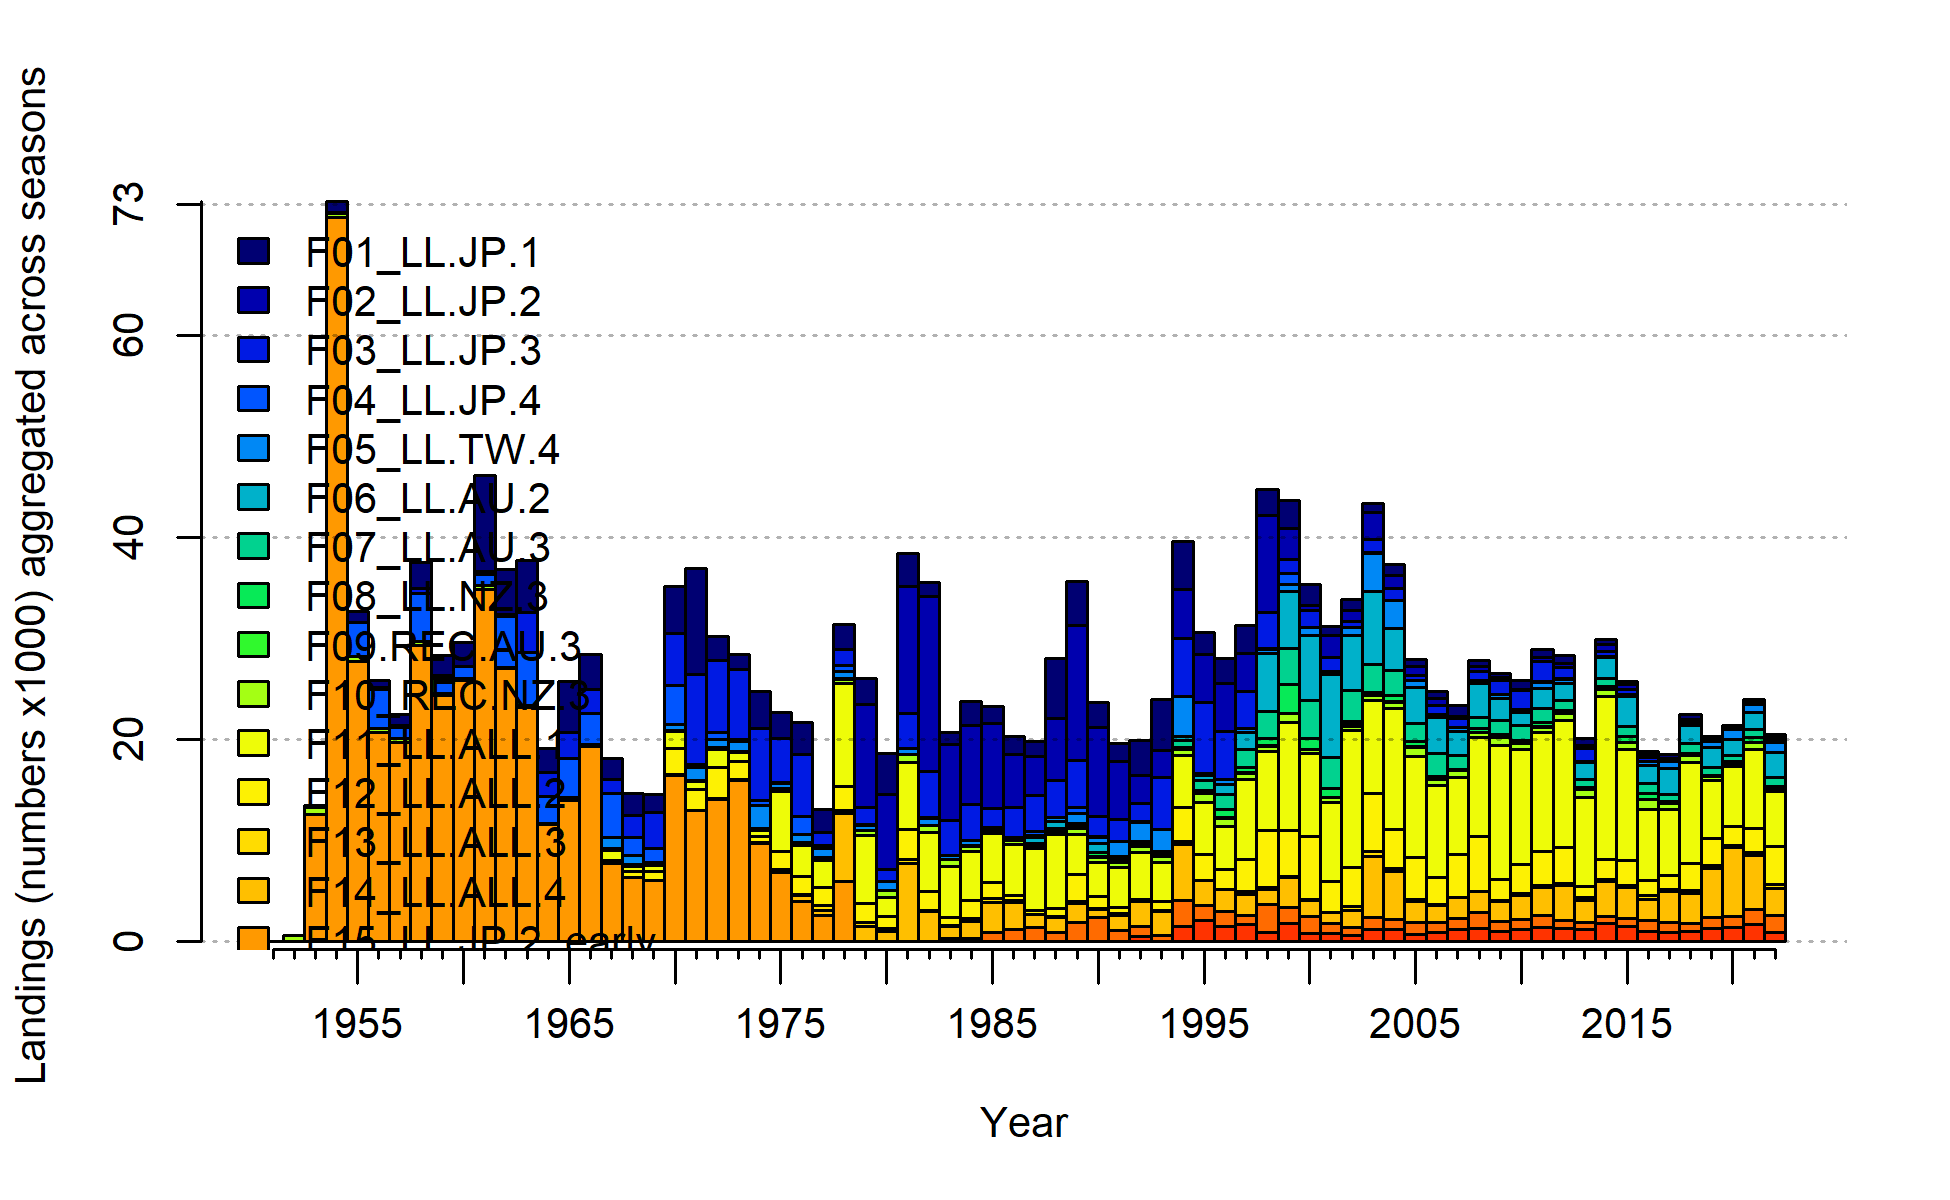 Landings (numbers x1000) aggregated across seasons
73
60
40
20
0
F01_LL.JP.1
F02_LL.JP.2
F03_LL.JP.3
F04_LL.JP.4
F05_LL.TW.4
F06_LL.AU.2
F07_LL.AU.3
F08_LL.NZ.3
F09.REC.AU.3
F10_REC.NZ.3
F11_LL.ALL.1
F12_LL.ALL.2
F13_LL.ALL.3
F14_LL.ALL.4
F15_LL.JP.2_early
1955 1965 1975 1985 1995 2005 2015
Year